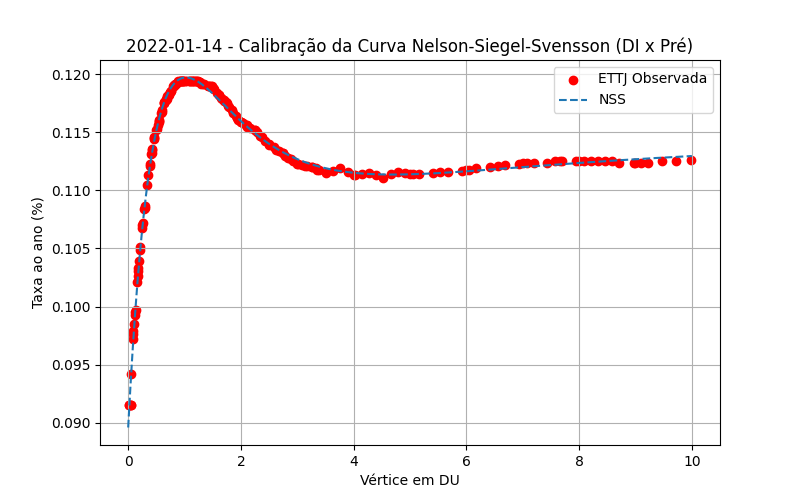 2022-01-14 - Calibração da Curva Nelson-Siegel-Svensson (DI x Pré)
ETTJ Observada
NSS
0.120
0.115
0.110
0.105
0.100
0.095
0.090
Taxa ao ano (%)
0 2 4 6 8 10
Vértice em DU